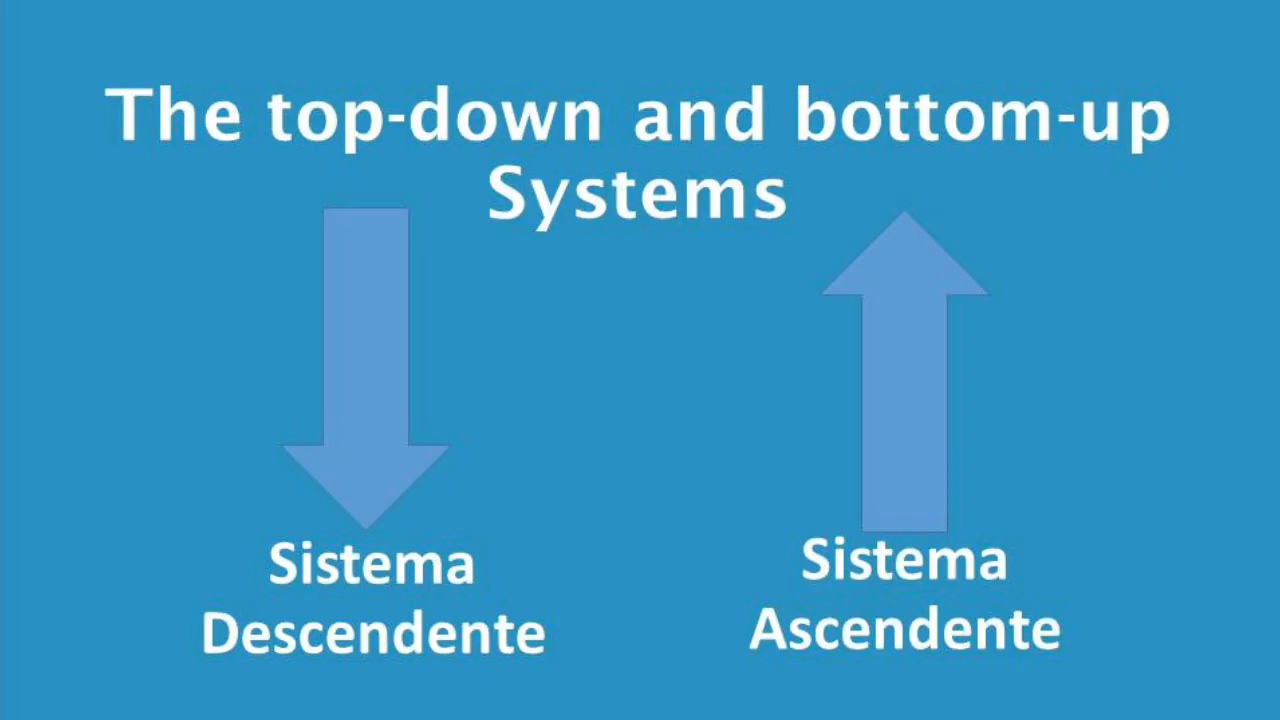 The top-down and bottom-up
Systems
Sistema
Descendente
Sistema
Ascendente